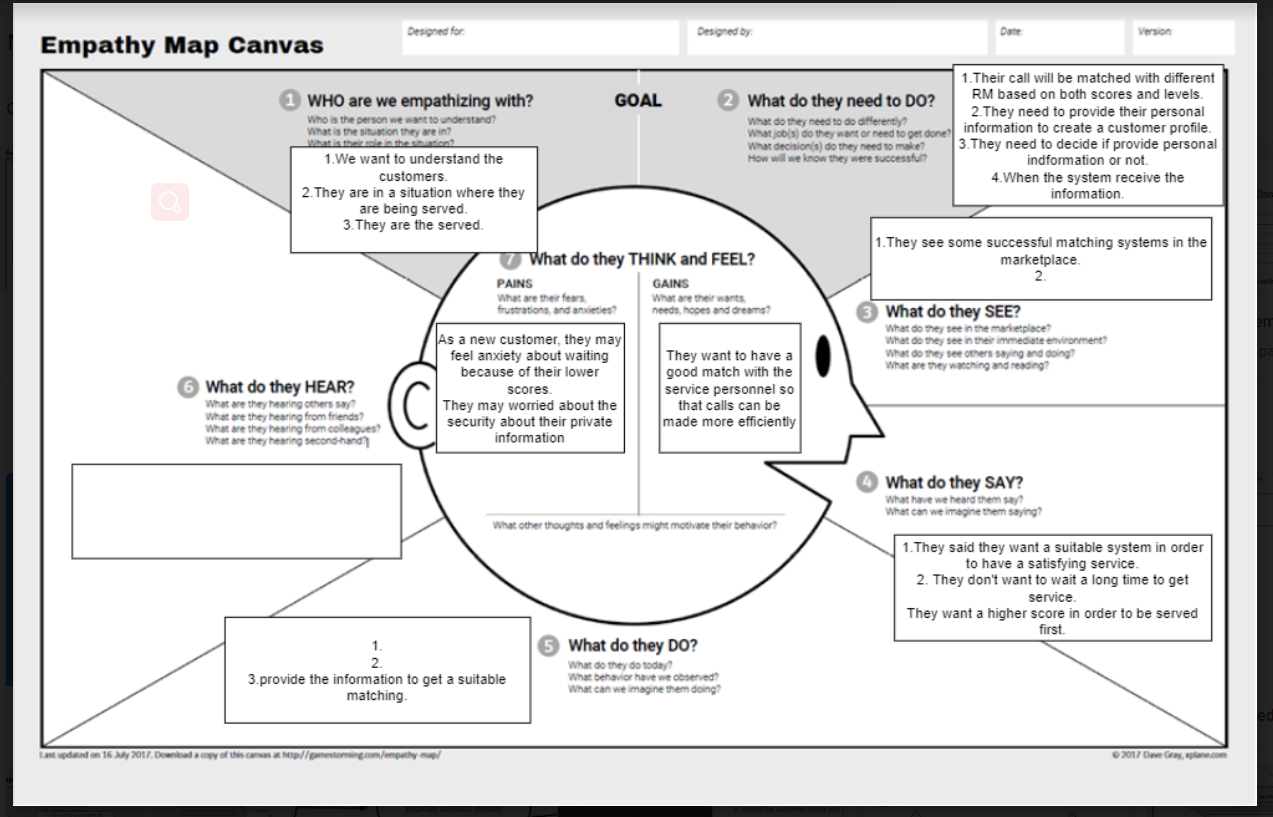 Empathy Map Canvas
Designed for:
Designed by:
Date:
Version:
1 WHO are we empathizing with?
Who is the person we want to understand?
What is the situation they are in?
What is their role in the situation?
1.We want to understand the
customers.
2.They are in a situation where they
are being served.
3.They are the served.
GOAL
2 What do they need to DO?
What do they need to do differently?
What job(s) do they want or need to get done?
What decision(s) do they need to make?
How will we know they were successful?
1.Their call will be matched with different
RM based on both scores and levels.
2.They need to provide their personal
information to create a customer profile.
3.They need to decide if provide personal
indformation or not.
4.When the system receive the
information.
1.They see some successful matching systems in the
marketplace.
2.
3 What do they SEE?
What do they see in the marketplace?
What do they see in their immediate environment?
What do they see others saying and doing?
What are they watching and reading?
4 What do they SAY?
What have we heard them say?
What can we imagine them saying?
1.They said they want a suitable system in order
to have a satisfying service.
2. They don't want to wait a long time to get
service.
They want a higher score in order to be served
first.
5 What do they DO?
What do they do today?
What behavior have we observed?
What can we imagine them doing?
1.
2.
3.provide the information to get a suitable
matching.
6 What do they HEAR?
What are they hearing others say?
What are they hearing from friends?
What are they hearing from colleagues?
What are they hearing second-hand?
7 What do they THINK and FEEL?
PAINS
What are their fears,
frustrations, and anxieties?
As a new customer, they may
feel anxiety about waiting
because of their lower
scores.
They may worried about the
security about their private
information
GAINS
What are their wants,
needs, hopes and dreams?
They want to have a
good match with the
service personnel so
that calls can be
made more efficiently
What other thoughts and feelings might motivate their behavior?
Last updated on 16 July 2017. Download a copy of this canvas at http://gamestorming.com/empathy-map/
© 2017 Dave Gray, xplane.com